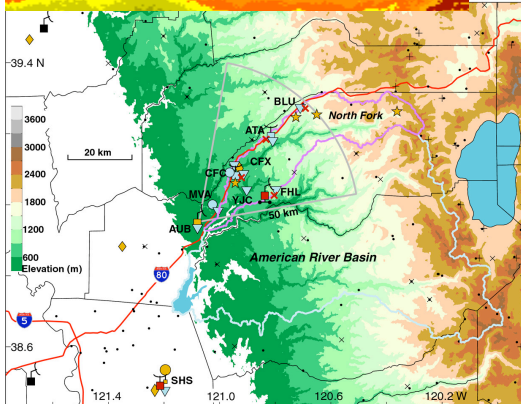 39.4 N
BLU
North Fork
3600
3000
2400
1800
1200
600
Elevation (m)
20 km
ATA
CFX
CFC
MVA
YJC
FHL
50 km
AUB
American River Basin
80
5
38.6
SHS
121.4
121.0
120.6
120.2 W